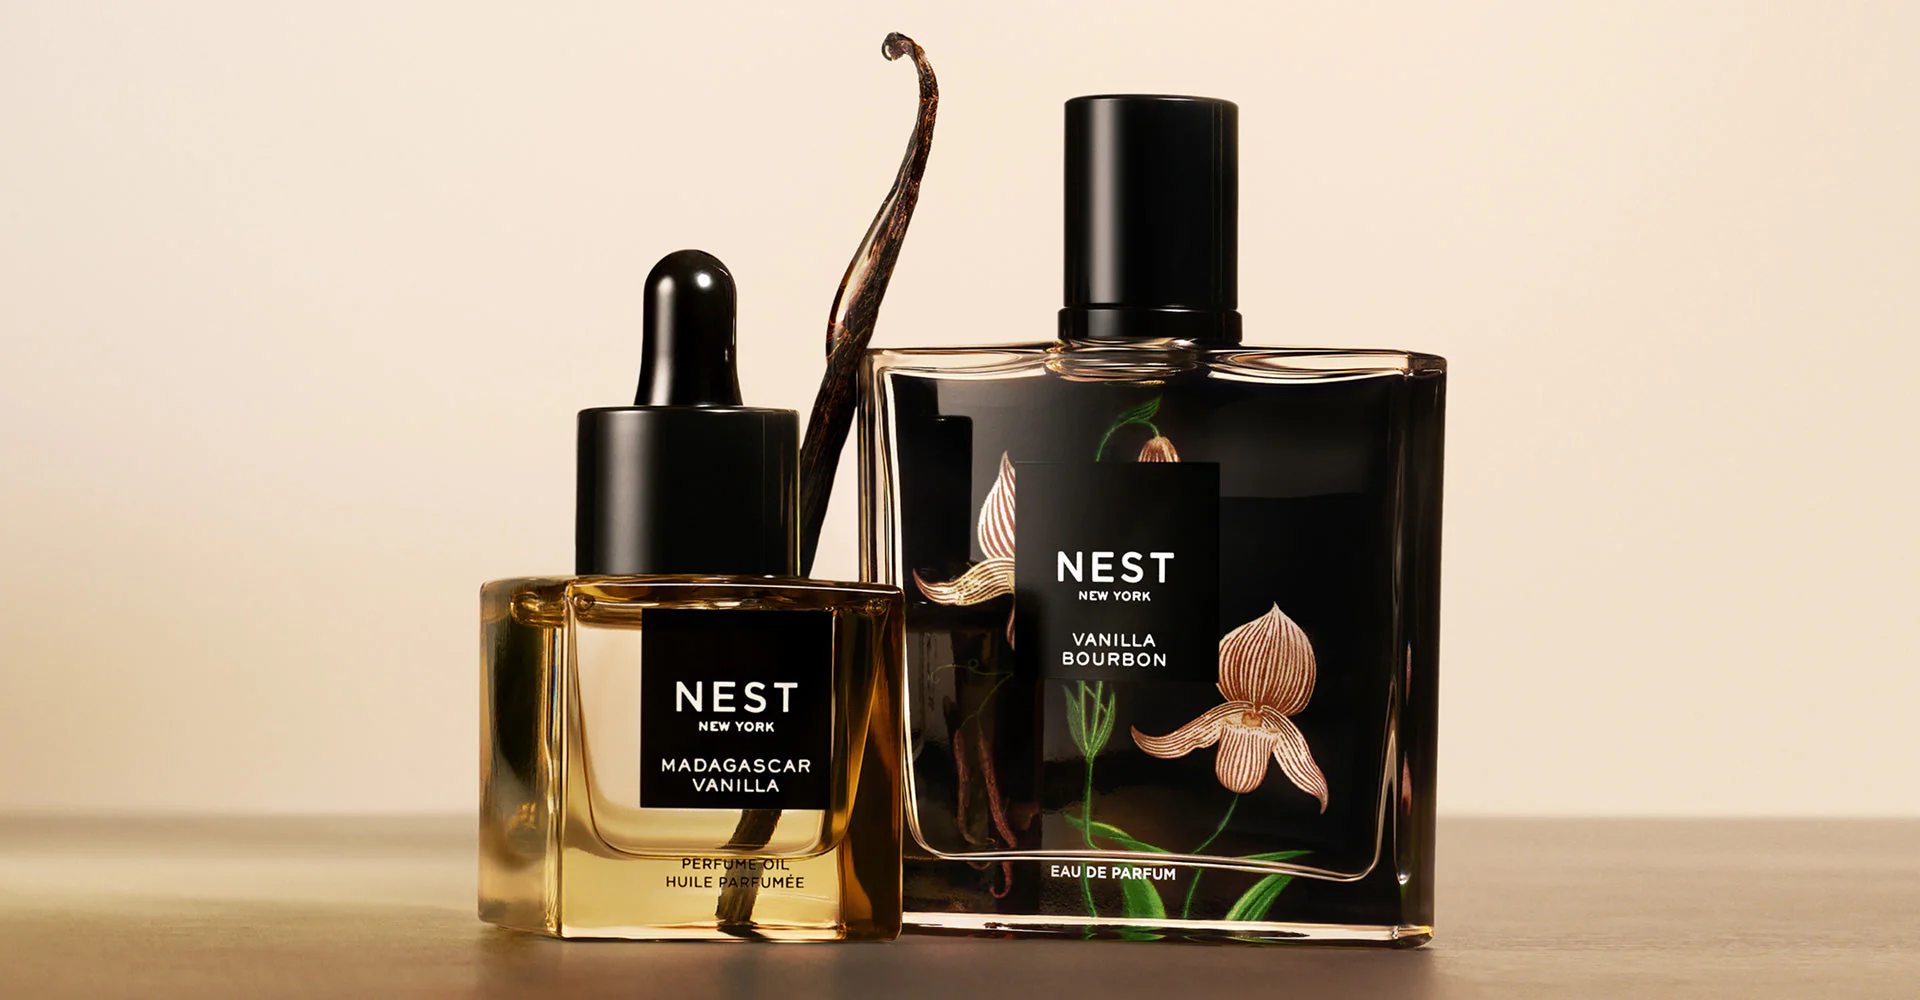 NEST
NEW YORK
MADAGASCAR
VANILLA
PERFUME OIL
HUILE PARFUMÉE
NEST
NEW YORK
VANILLA
BOURBON
EAU DE PARFUM